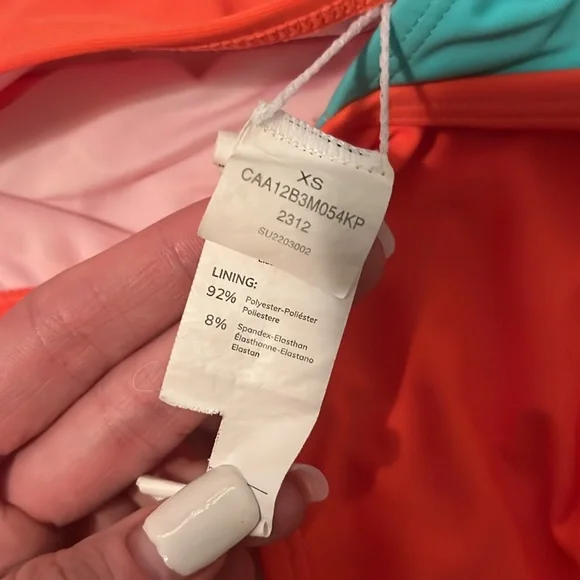 XS
CAA12B3M054KP
2312
SU2203002
LINING:
92% Polyester-Poliéster
Poliestere
8% Spandex-Elasthan
Élasthanne-Elastano
Elastan